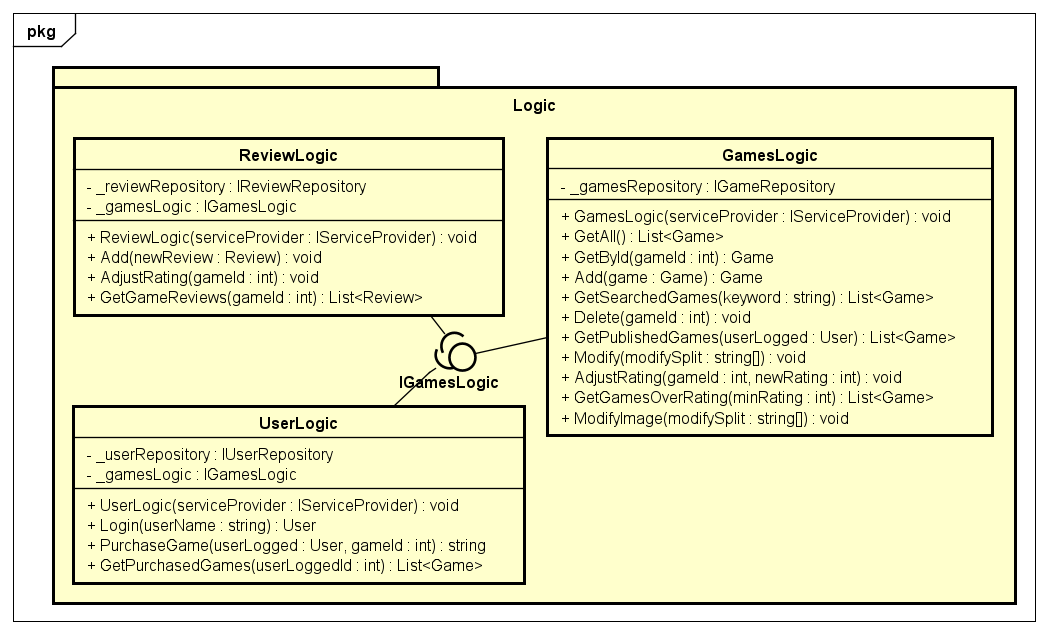 pkg
Logic
ReviewLogic
- _reviewRepository : IReviewRepository
- _gamesLogic : IGamesLogic
+ ReviewLogic(serviceProvider : IServiceProvider) : void
+ Add(newReview : Review) : void
+ AdjustRating(gameId : int) : void
+ GetGameReviews(gameId : int) : List<Review>
GamesLogic
- _gamesRepository : IGameRepository
+ GamesLogic(serviceProvider : IServiceProvider) : void
+ GetAll() : List<Game>
+ GetById(gameId : int) : Game
+ Add(game : Game) : Game
+ GetSearchedGames(keyword : string) : List<Game>
+ Delete(gameId : int) : void
+ GetPublishedGames(userLogged : User) : List<Game>
+ Modify(modifySplit : string[]) : void
+ AdjustRating(gameId : int, newRating : int) : void
+ GetGamesOverRating(minRating : int) : List<Game>
+ ModifyImage(modifySplit : string[]) : void
IGamesLogic
UserLogic
- _userRepository : IUserRepository
- _gamesLogic : IGamesLogic
+ UserLogic(serviceProvider : IServiceProvider) : void
+ Login(userName : string) : User
+ PurchaseGame(userLogged : User, gameId : int) : string
+ GetPurchasedGames(userLoggedId : int) : List<Game>